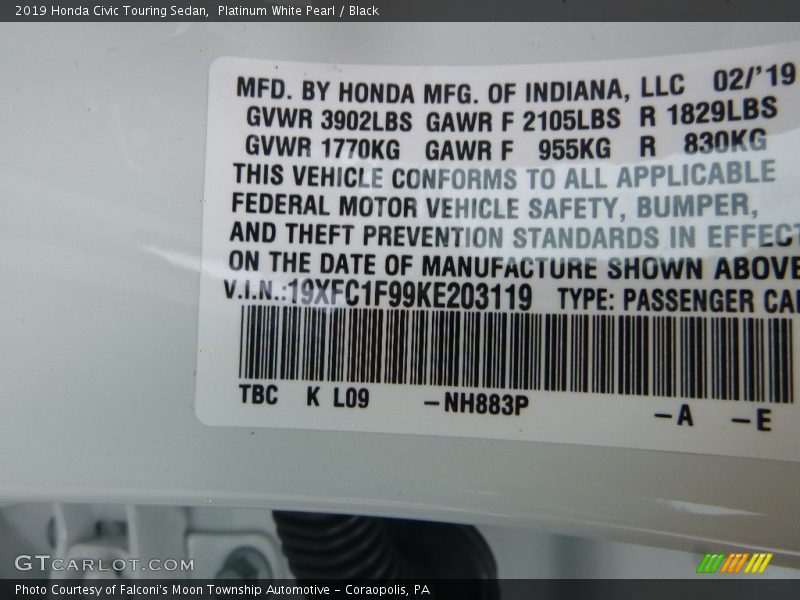 2019 Honda Civic Touring Sedan, Platinum White Pearl / Black
MFD. BY HONDA MFG. OF INDIANA, LLC 02/'19
GVWR 3902LBS GAWR F 2105LBS R 1829LBS
GVWR 1770KG GAWR F 955KG R 830KG
THIS VEHICLE CONFORMS TO ALL APPLICABLE
FEDERAL MOTOR VEHICLE SAFETY, BUMPER,
AND THEFT PREVENTION STANDARDS IN EFFECT
ON THE DATE OF MANUFACTURE SHOWN ABOVE
V.I.N.:19XFC1F99KE203119 TYPE: PASSENGER CA
TBC K L09 -NH883P -A -E
GTCARLOT.COM
Photo Courtesy of Falconi's Moon Township Automotive - Coraopolis, PA